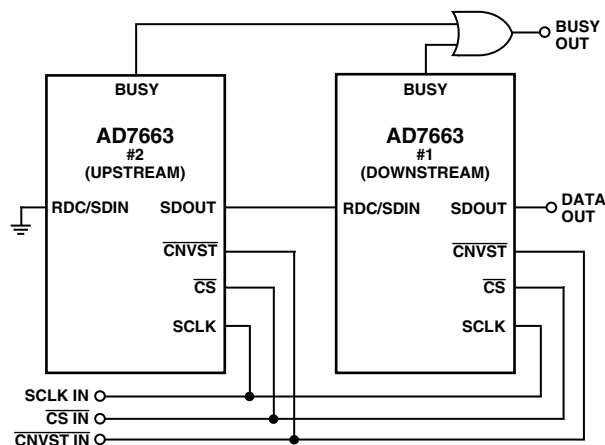 BUSY
OUT
BUSY
AD7663
#2
(UPSTREAM)
RDC/SDIN
SDOUT
CNVST
CS
SCLK
BUSY
AD7663
#1
(DOWNSTREAM)
RDC/SDIN
SDOUT
CNVST
CS
SCLK
DATA
OUT
SCLK IN
CS IN
CNVST IN